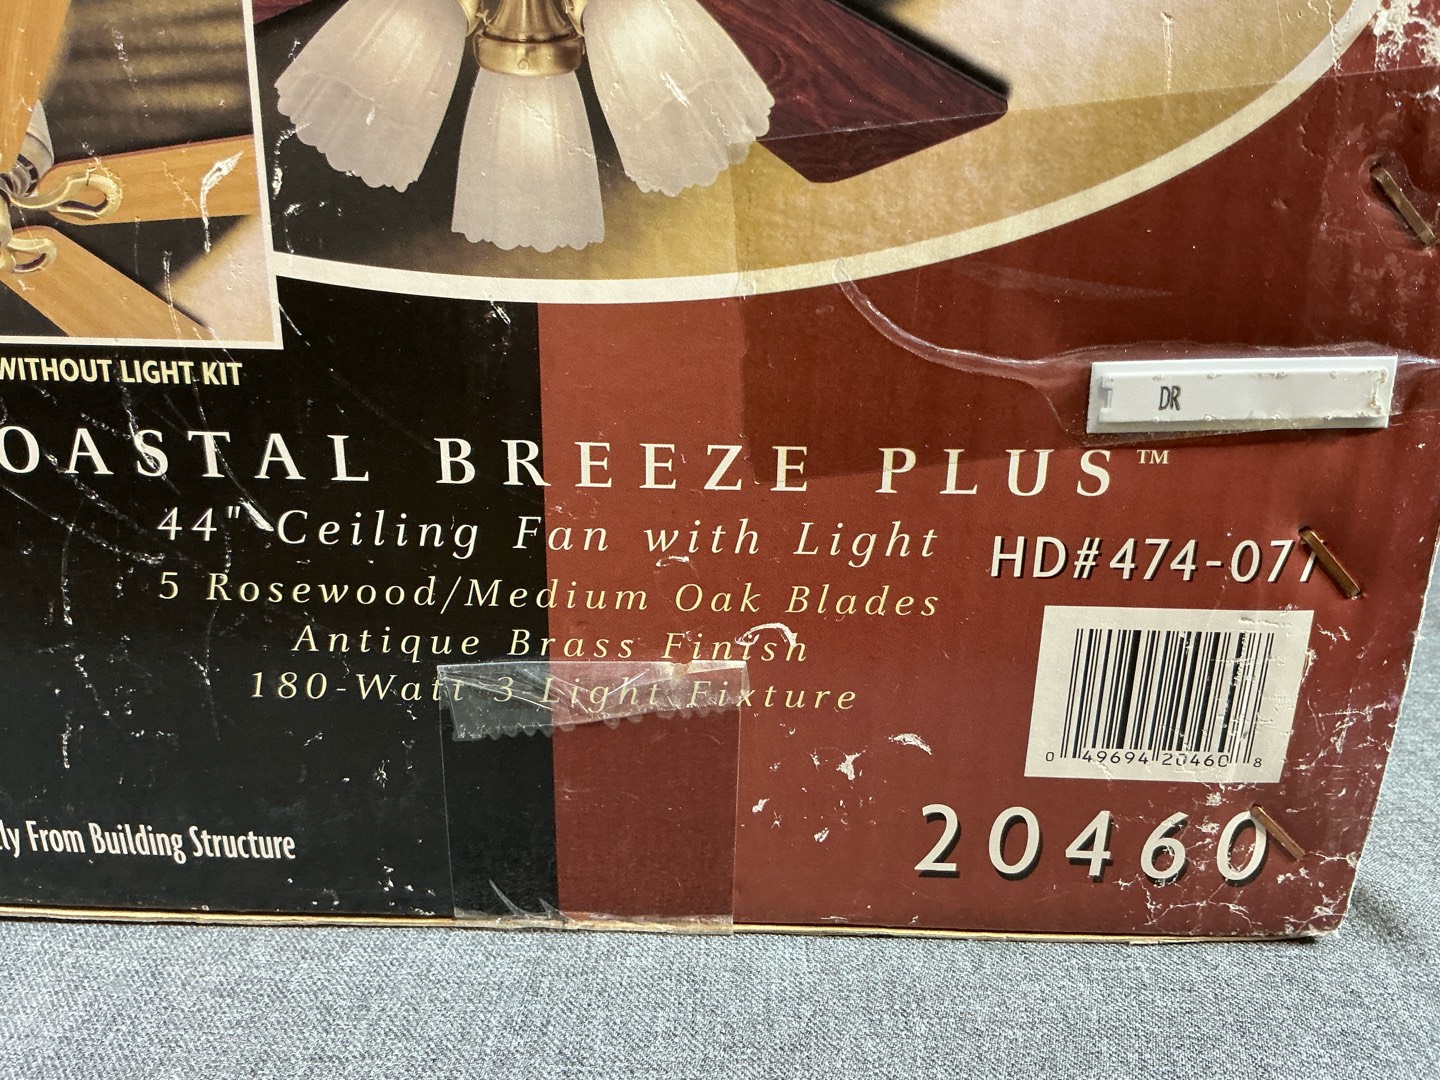 WITHOUT LIGHT KIT
DR
OASTAL BREEZE PLUS™
44" Ceiling Fan with Light
HD#474-077
5 Rosewood/Medium Oak Blades
Antique Brass Finish
180-Watt 3-Light Fixture
0 49694 20460 8
20460
ly From Building Structure